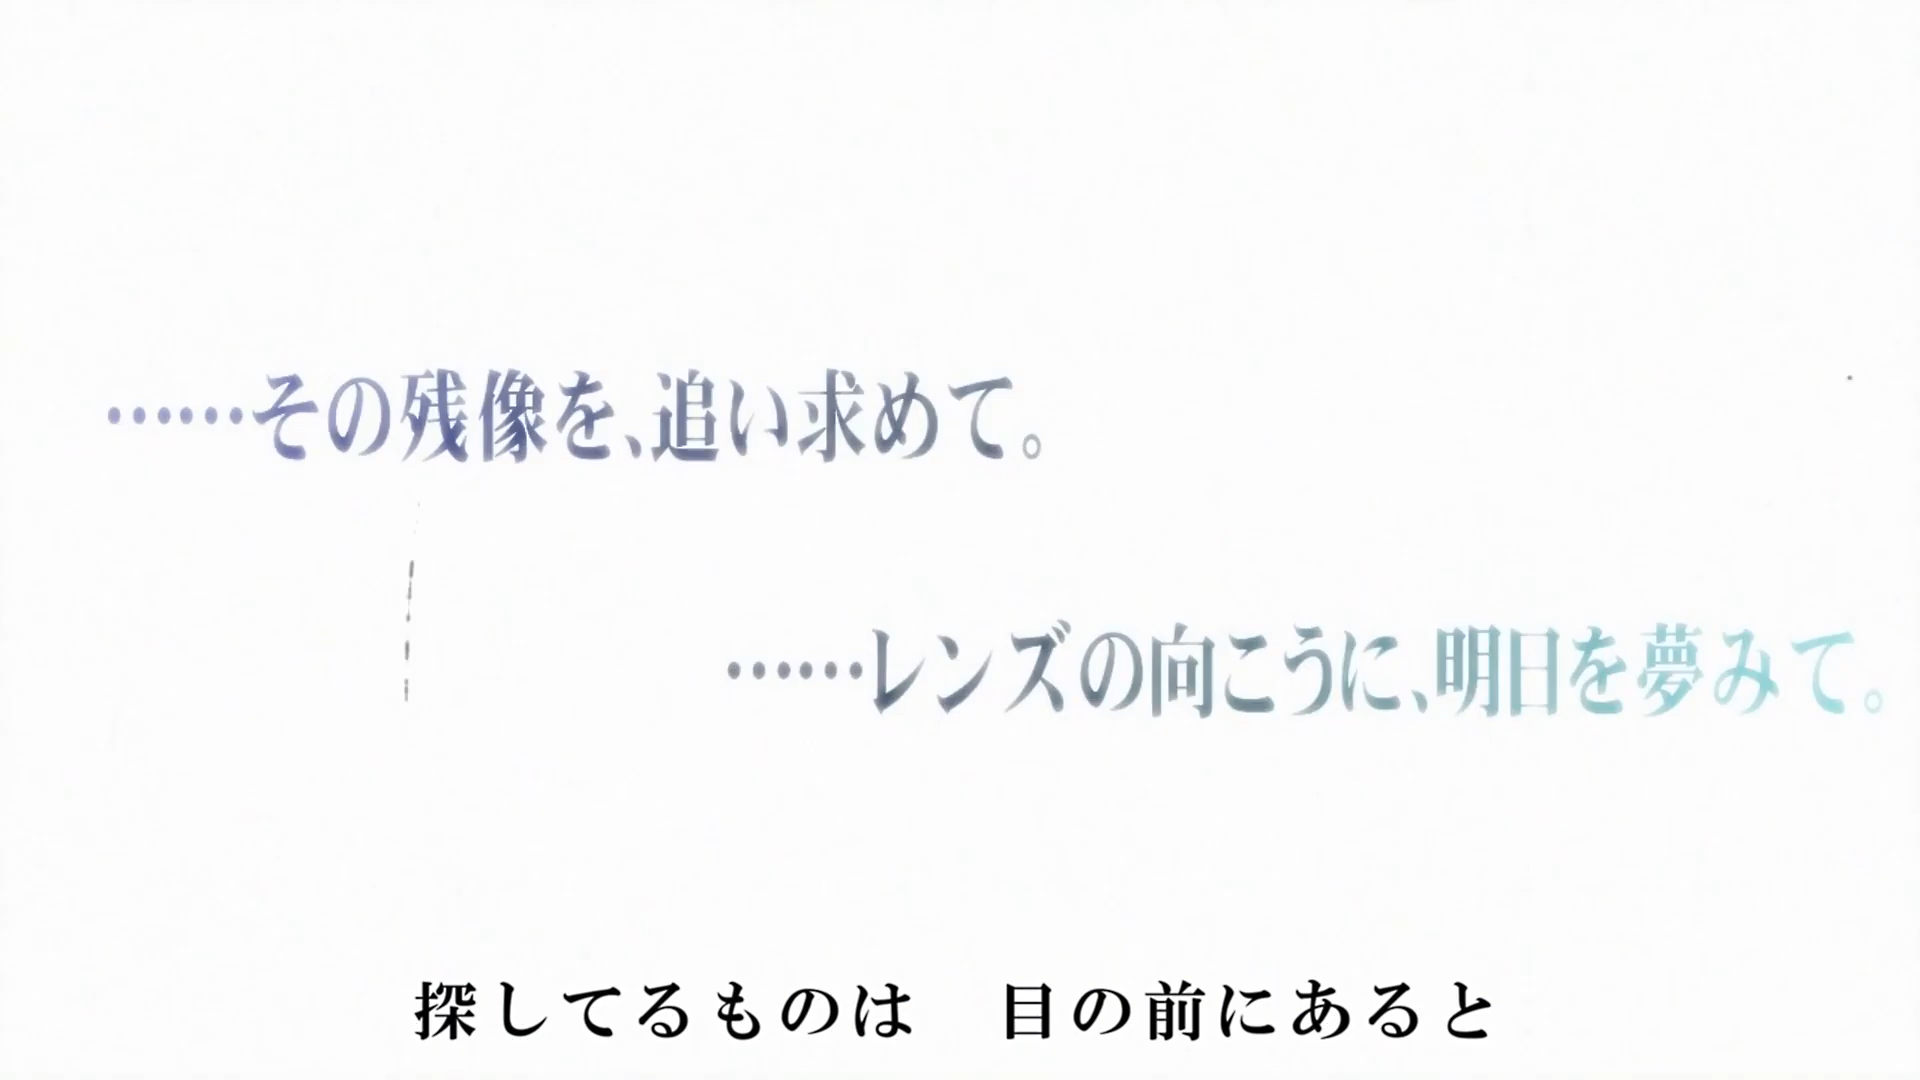 ……その残像を、追い求めて。
……レンズの向こうに、明日を夢みて。
探してるものは　目の前にあると